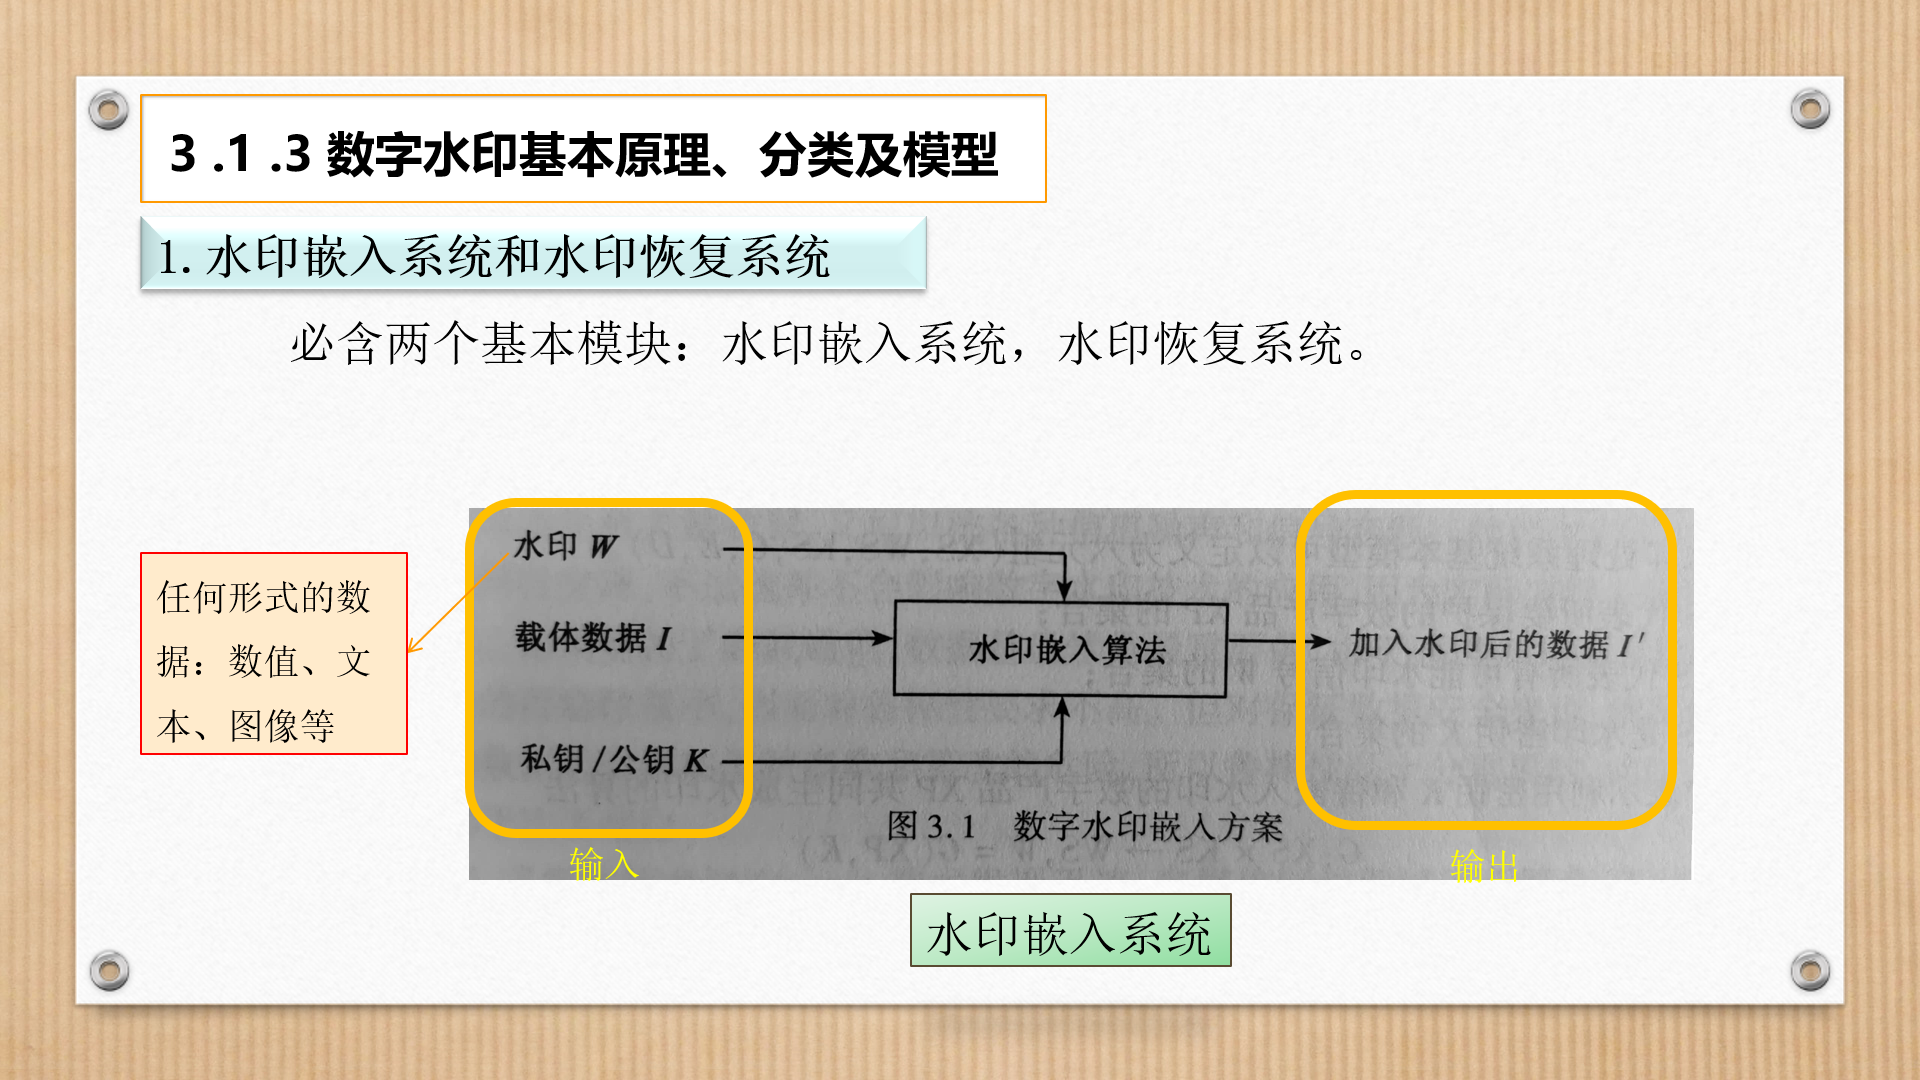 3 .1 .3 数字水印基本原理、分类及模型
1. 水印嵌入系统和水印恢复系统
必含两个基本模块：水印嵌入系统，水印恢复系统。
任何形式的数
据：数值、文
本、图像等
水印 W
载体数据 I
私钥/公钥 K
水印嵌入算法
加入水印后的数据 I′
图 3.1 数字水印嵌入方案
输入
输出
水印嵌入系统